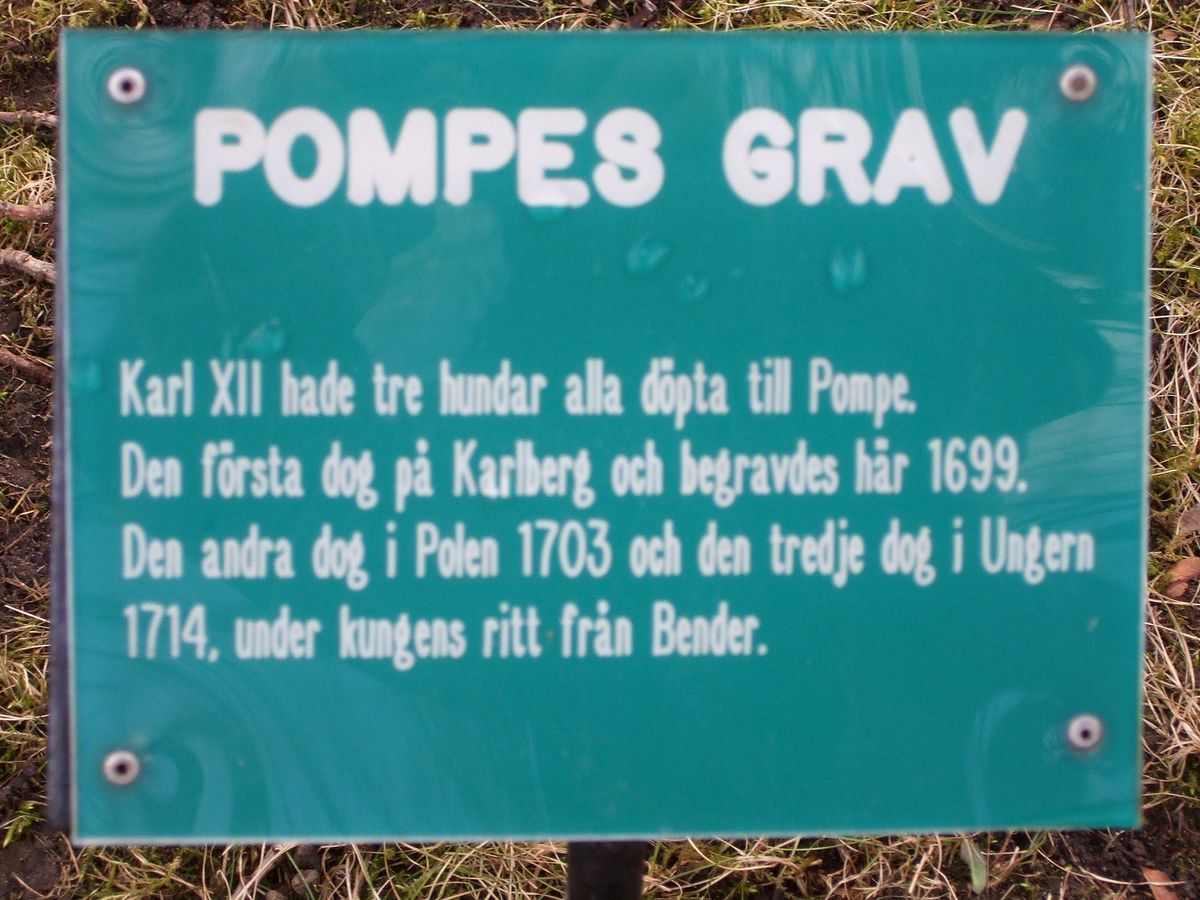 POMPES GRAV
Karl XII hade tre hundar alla döpta till Pompe.
Den första dog på Karlberg och begravdes här 1699.
Den andra dog i Polen 1703 och den tredje dog i Ungern
1714, under kungens ritt från Bender.